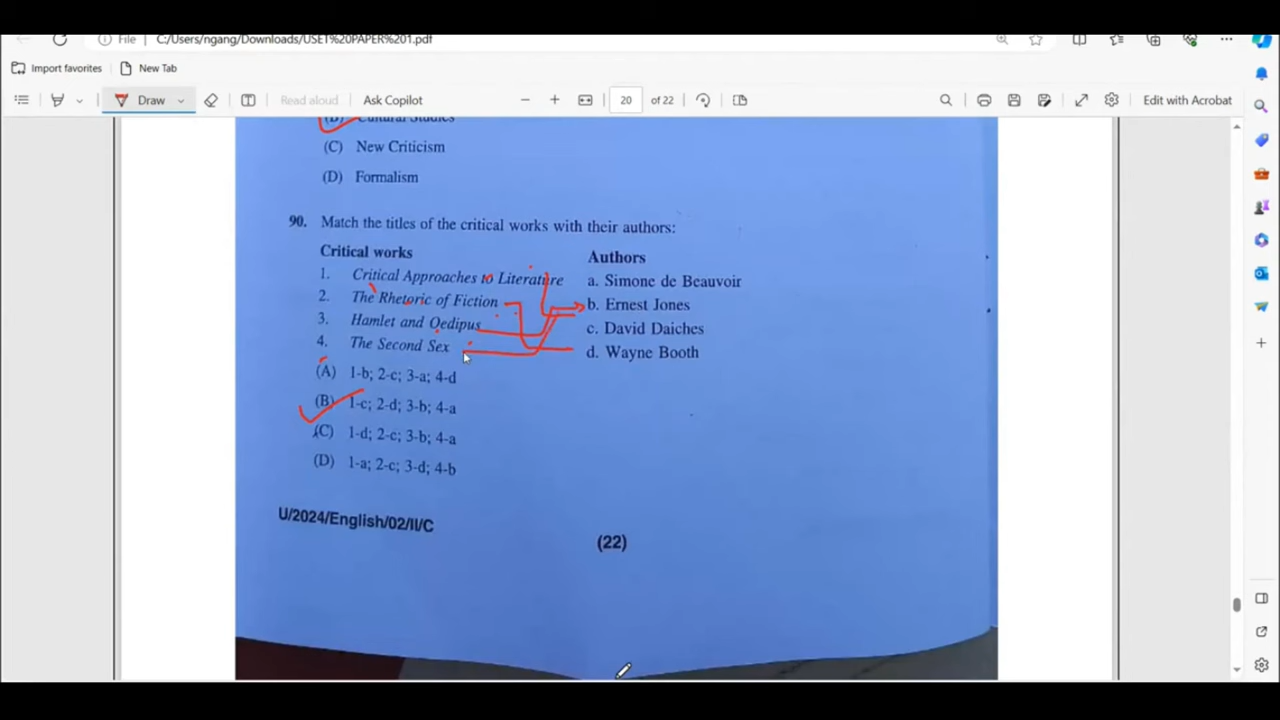 File C:/Users/ngang/Downloads/USET%20PAPER%201.pdf
Import favorites New Tab
Draw Read aloud Ask Copilot 20 of 22 Edit with Acrobat
(B) Cultural Studies
(C) New Criticism
(D) Formalism
90. Match the titles of the critical works with their authors:
Critical works
1. Critical Approaches to Literature
2. The Rhetoric of Fiction
3. Hamlet and Oedipus
4. The Second Sex
Authors
a. Simone de Beauvoir
b. Ernest Jones
c. David Daiches
d. Wayne Booth
(A) 1-b; 2-c; 3-a; 4-d
(B) 1-c; 2-d; 3-b; 4-a
(C) 1-d; 2-c; 3-b; 4-a
(D) 1-a; 2-c; 3-d; 4-b
U/2024/English/02/II/C
(22)